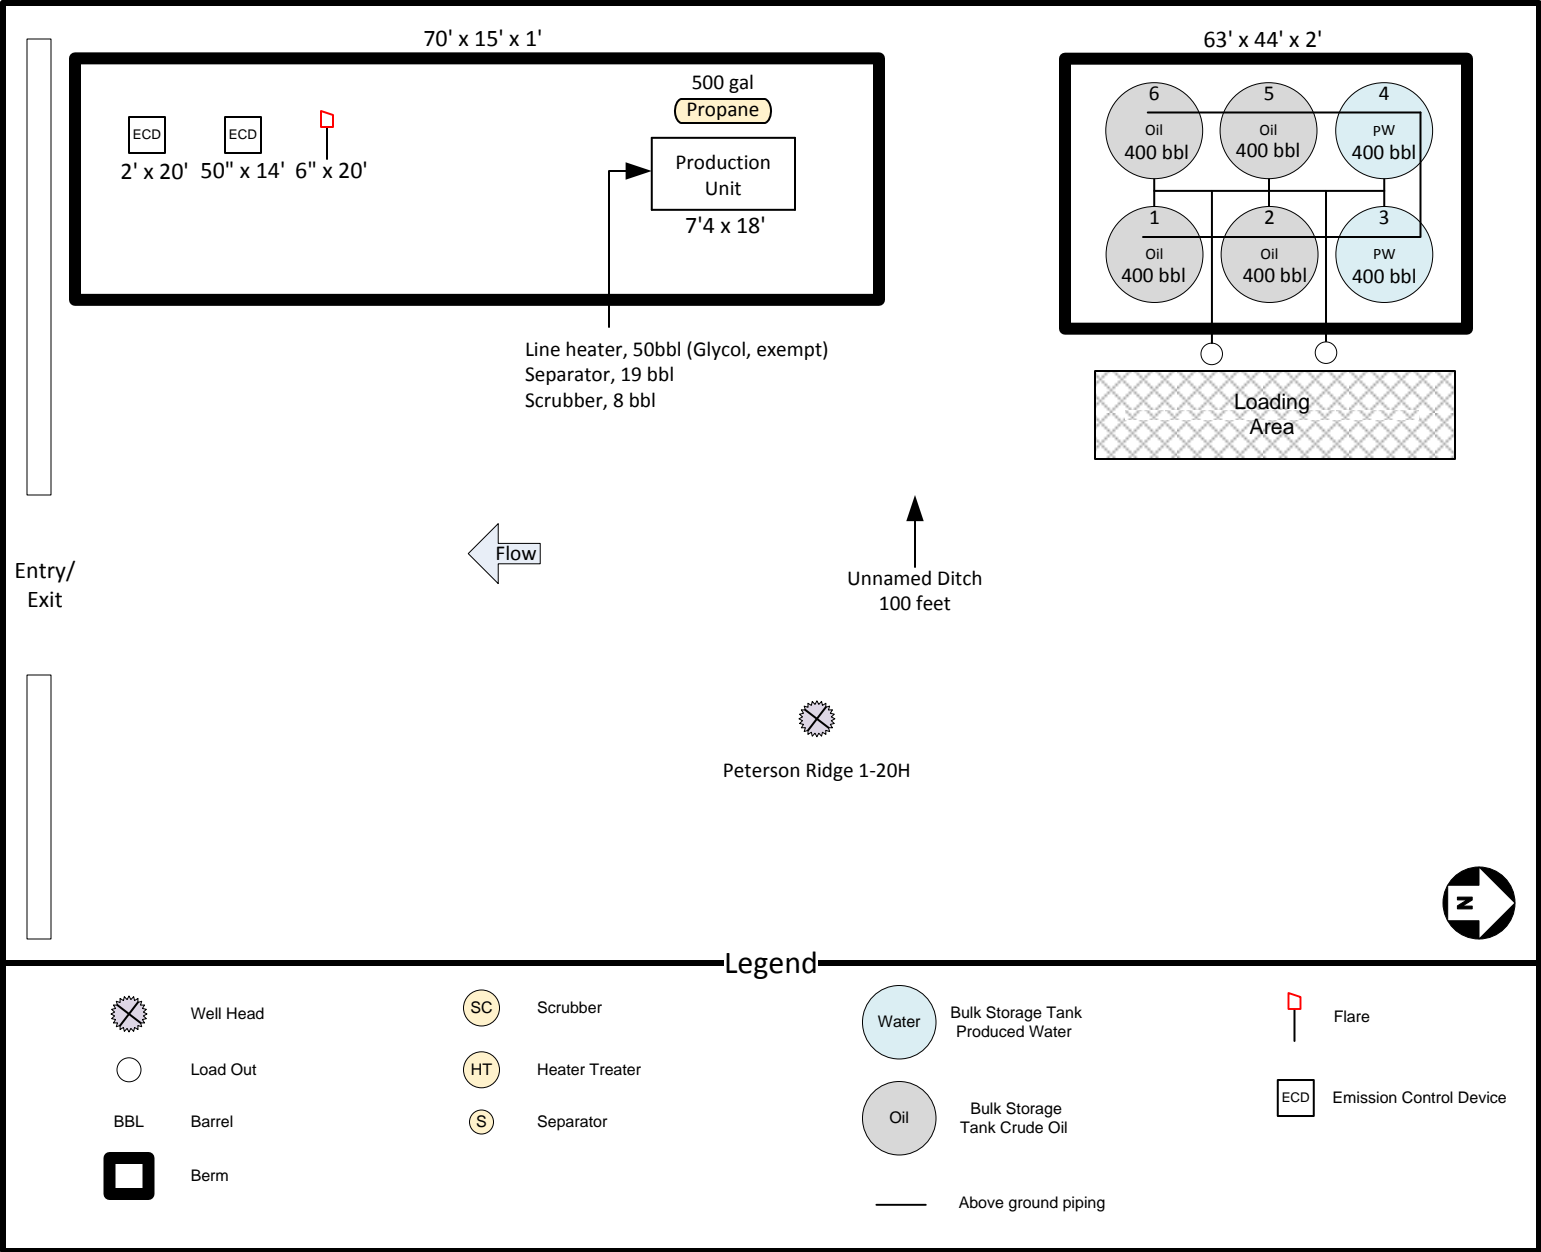 70' x 15' x 1'
63' x 44' x 2'
500 gal
Propane
ECD
ECD
2' x 20'
50" x 14'
6" x 20'
Production
Unit
7'4 x 18'
6
Oil
400 bbl
5
Oil
400 bbl
4
PW
400 bbl
1
Oil
400 bbl
2
Oil
400 bbl
3
PW
400 bbl
Line heater, 50bbl (Glycol, exempt)
Separator, 19 bbl
Scrubber, 8 bbl
Loading
Area
Flow
Entry/
Exit
Unnamed Ditch
100 feet
Peterson Ridge 1-20H
N
Legend
Well Head
Load Out
BBL
Barrel
Berm
SC
Scrubber
HT
Heater Treater
S
Separator
Water
Bulk Storage Tank
Produced Water
Oil
Bulk Storage
Tank Crude Oil
Above ground piping
Flare
ECD
Emission Control Device